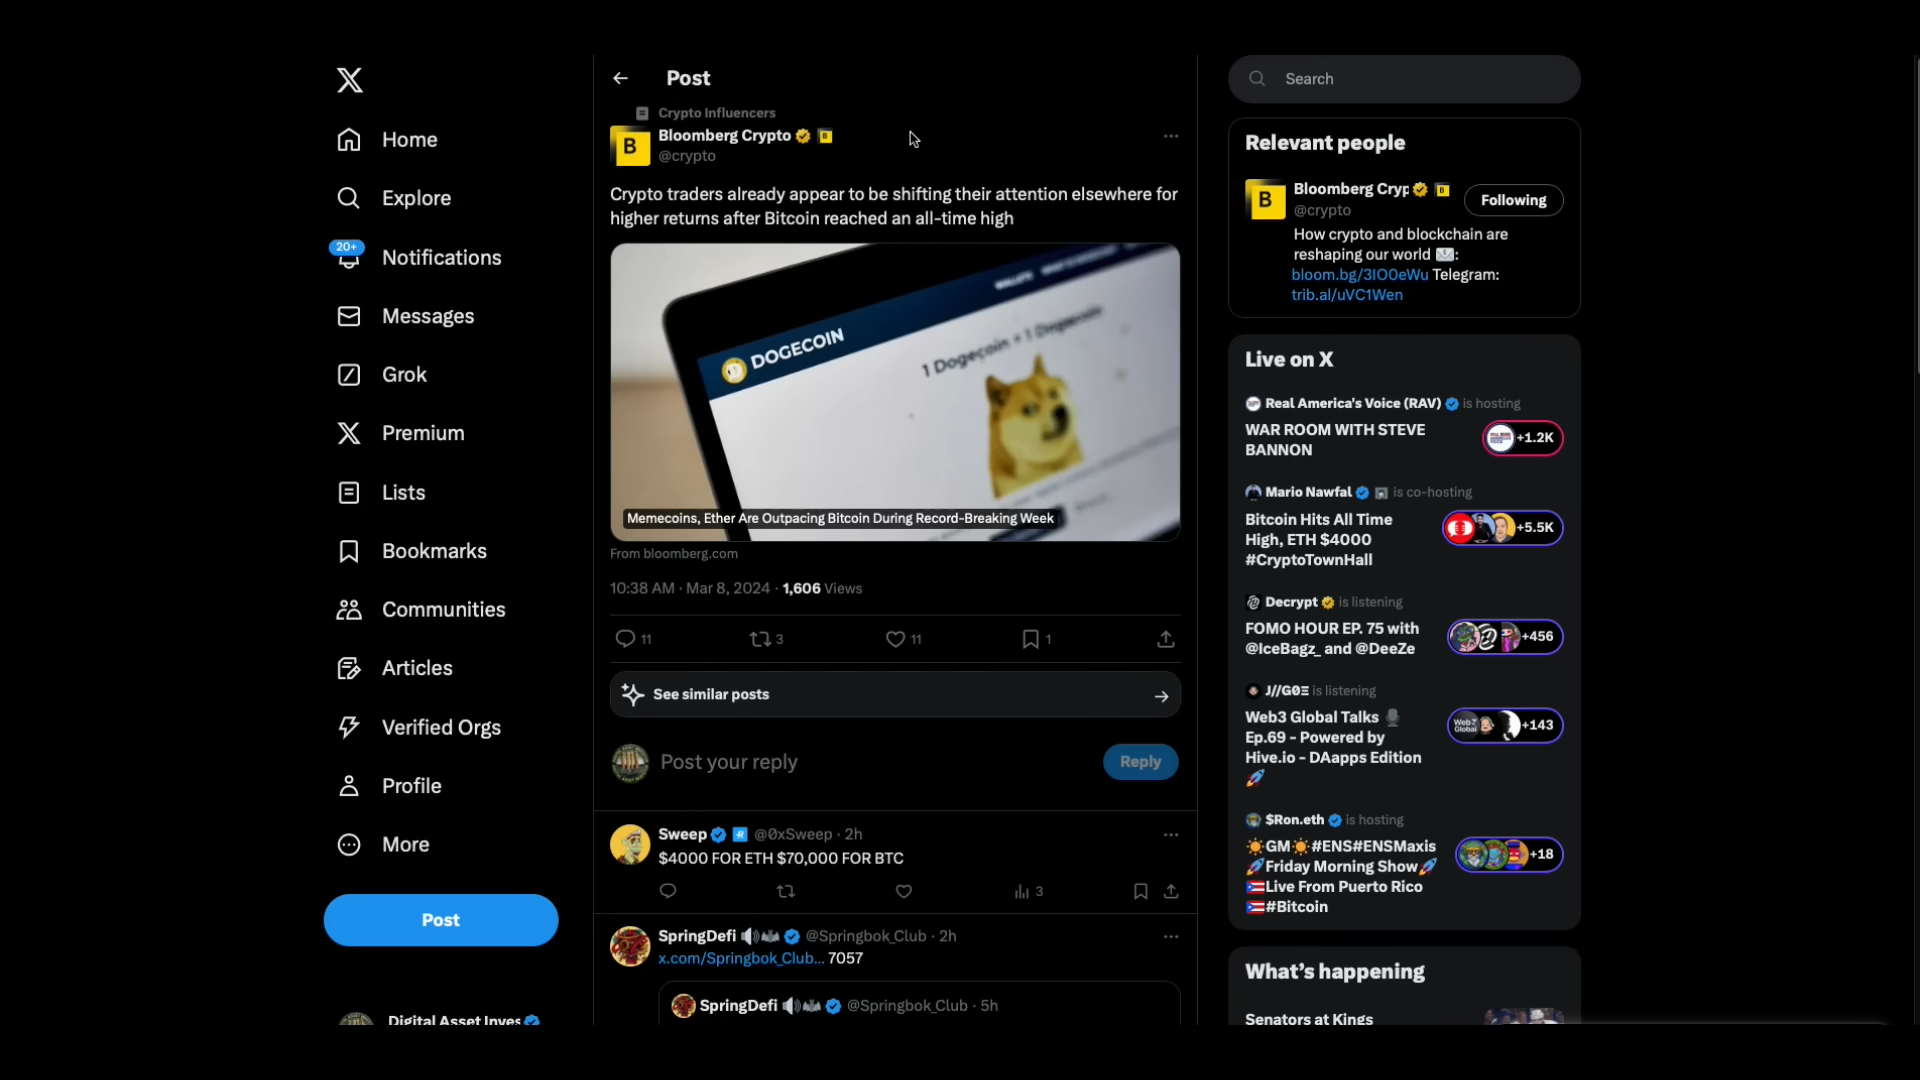 Home
Explore
20+
Notifications
Messages
Grok
Premium
Lists
Bookmarks
Communities
Articles
Verified Orgs
Profile
More
Post
Digital Asset Inves
Post
Crypto Influencers
Bloomberg Crypto
@crypto
Crypto traders already appear to be shifting their attention elsewhere for
higher returns after Bitcoin reached an all-time high
DOGECOIN
1 Dogecoin = 1 Dogecoin
WALLETS
Memecoins, Ether Are Outpacing Bitcoin During Record-Breaking Week
From bloomberg.com
10:38 AM · Mar 8, 2024 · 1,606 Views
11 3 11 1
See similar posts
Post your reply
Reply
Sweep @0xSweep · 2h
$4000 FOR ETH $70,000 FOR BTC
3
SpringDefi @Springbok_Club · 2h
x.com/Springbok_Club... 7057
SpringDefi @Springbok_Club · 5h
Search
Relevant people
Bloomberg Cryp
@crypto
Following
How crypto and blockchain are
reshaping our world 📨:
bloom.bg/3IO0eWu Telegram:
trib.al/uVC1Wen
Live on X
Real America's Voice (RAV) is hosting
WAR ROOM WITH STEVE
BANNON
+1.2K
Mario Nawfal is co-hosting
Bitcoin Hits All Time
High, ETH $4000
#CryptoTownHall
+5.5K
Decrypt is listening
FOMO HOUR EP. 75 with
@IceBagz_ and @DeeZe
+456
J//G0Ξ is listening
Web3 Global Talks 🎙️
Ep.69 - Powered by
Hive.io - DAapps Edition
🚀
+143
$Ron.eth is hosting
☀️GM☀️#ENS#ENSMaxis
🚀Friday Morning Show🚀
🇵🇷Live From Puerto Rico
🇵🇷#Bitcoin
+18
What's happening
Senators at Kings